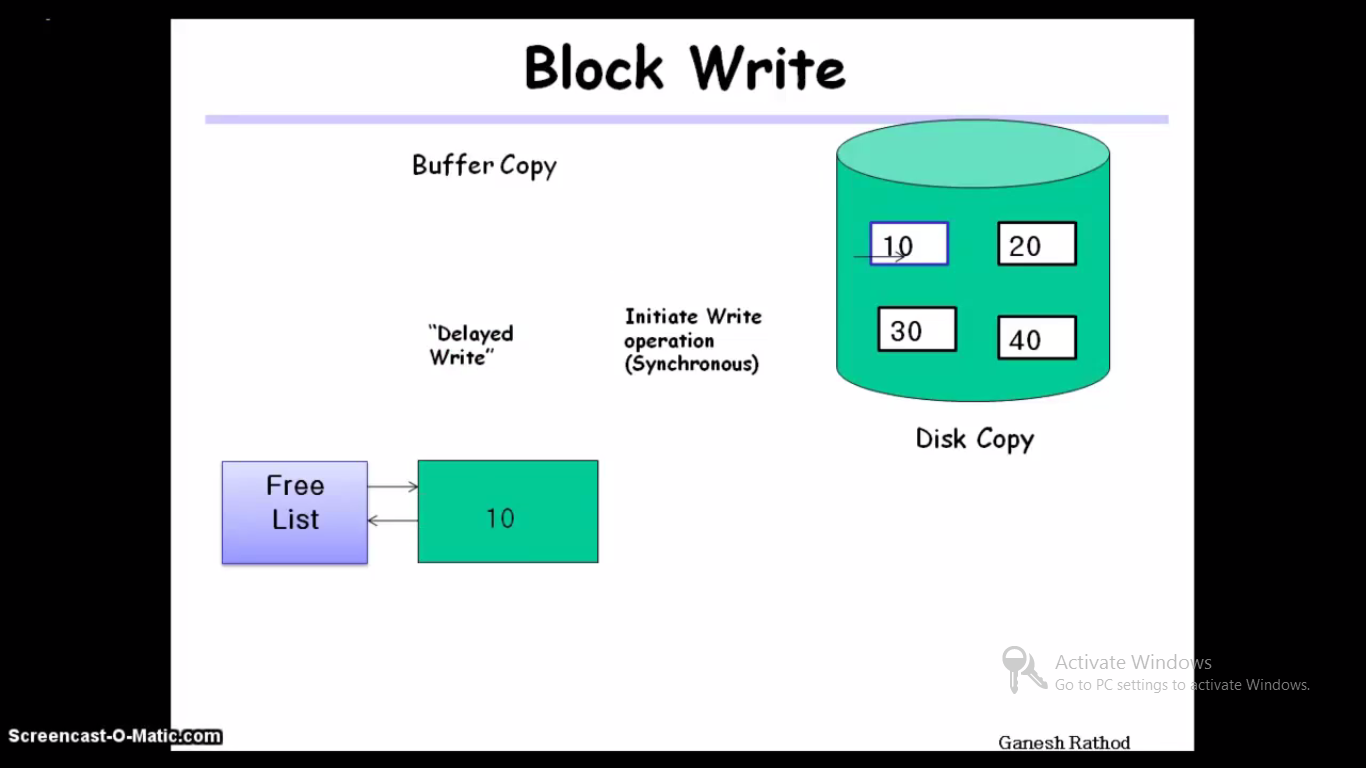 Block Write
Buffer Copy
10
20
30
40
"Delayed
Write"
Initiate Write
operation
(Synchronous)
Disk Copy
Free
List
10
Activate Windows
Go to PC settings to activate Windows.
Screencast-O-Matic.com
Ganesh Rathod